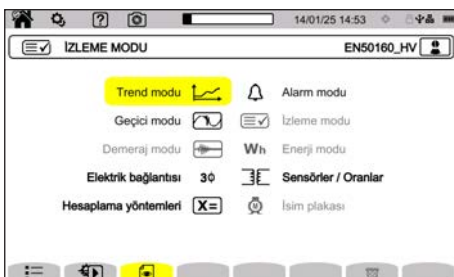 14/01/25 14:53
İZLEME MODU EN50160_HV
Trend modu Alarm modu
Geçici modu İzleme modu
Demeraj modu Wh Enerji modu
Elektrik bağlantısı 3ϕ Sensörler / Oranlar
Hesaplama yöntemleri X= M İsim plakası